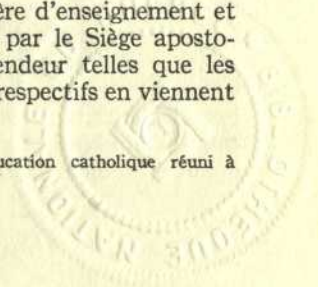 ère d'enseignement et
par le Siège aposto-
endeur telles que les
respectifs en viennent
ucation catholique réuni à